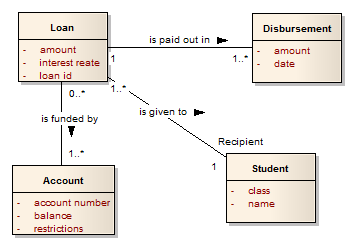 Loan
- amount
- interest reate
- loan id
is paid out in
1
1..*
Disbursement
- amount
- date
0..*
1..*
is funded by
is given to
1..*
Recipient
1
Account
- account number
- balance
- restrictions
Student
- class
- name